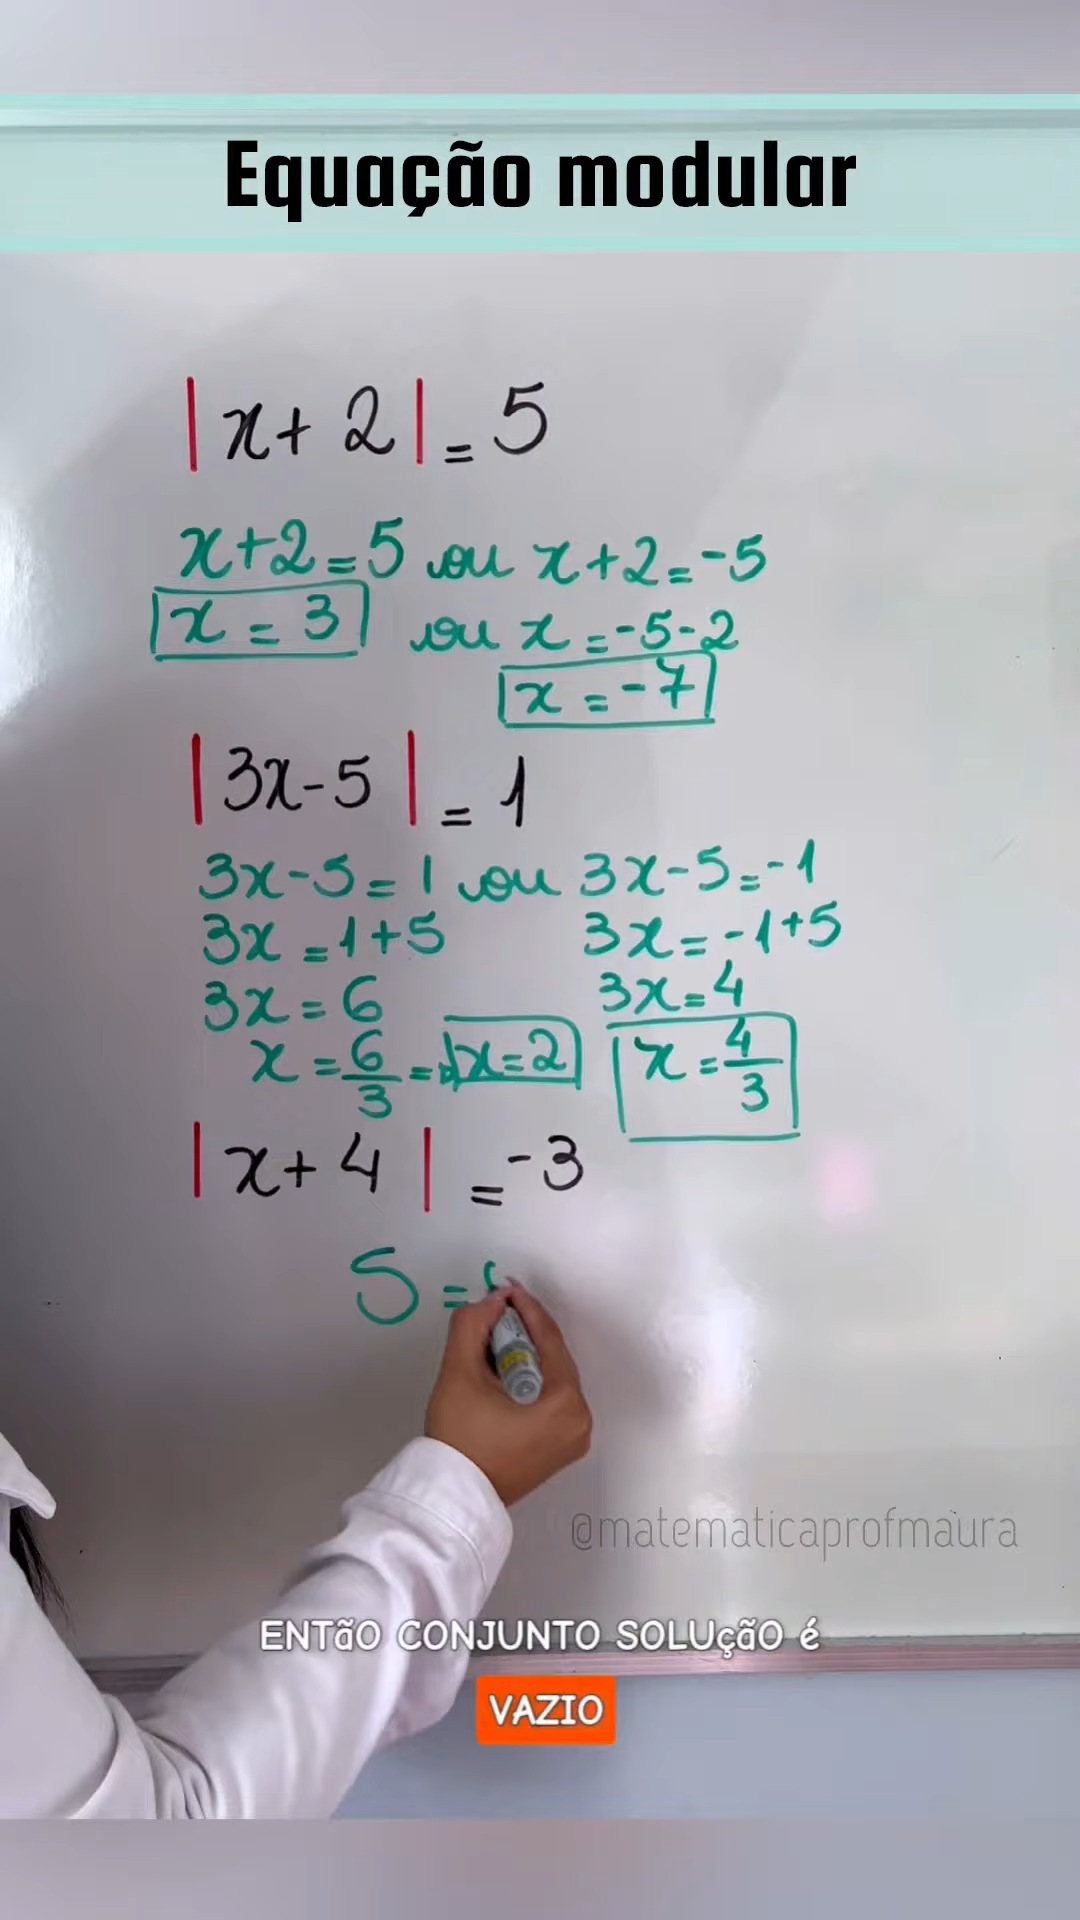 Equação modular
|x+2|=5
x+2=5 ou x+2=-5
x=3 ou x=-5-2
x=-7
|3x-5|=1
3x-5=1 ou 3x-5=-1
3x=1+5 3x=-1+5
3x=6 3x=4
x=6/3= x=2 x=4/3
|x+4|=-3
S=
@matematicaprofmaura
ENTÃO CONJUNTO SOLUÇÃO é
VAZIO